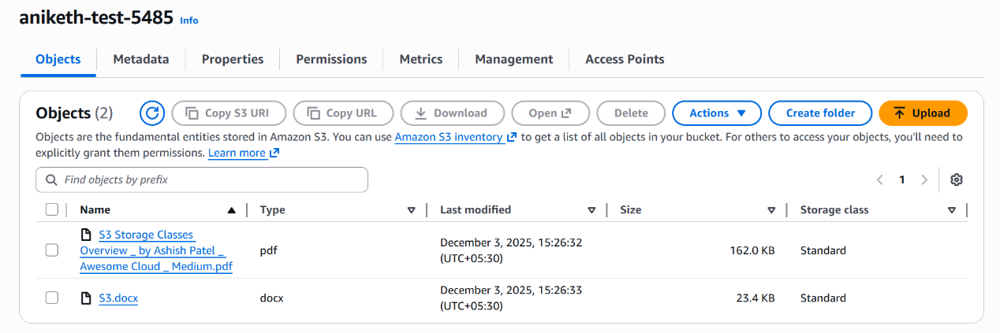 aniketh-test-5485 Info
Objects Metadata Properties Permissions Metrics Management Access Points
Objects (2) Copy S3 URI Copy URL Download Open Delete Actions Create folder Upload
Objects are the fundamental entities stored in Amazon S3. You can use Amazon S3 inventory to get a list of all objects in your bucket. For others to access your objects, you'll need to
explicitly grant them permissions. Learn more
Find objects by prefix 1
Name Type Last modified Size Storage class
S3 Storage Classes
Overview _ by Ashish Patel _
Awesome Cloud _ Medium.pdf
pdf
December 3, 2025, 15:26:32
(UTC+05:30)
162.0 KB
Standard
S3.docx
docx
December 3, 2025, 15:26:33
(UTC+05:30)
23.4 KB
Standard